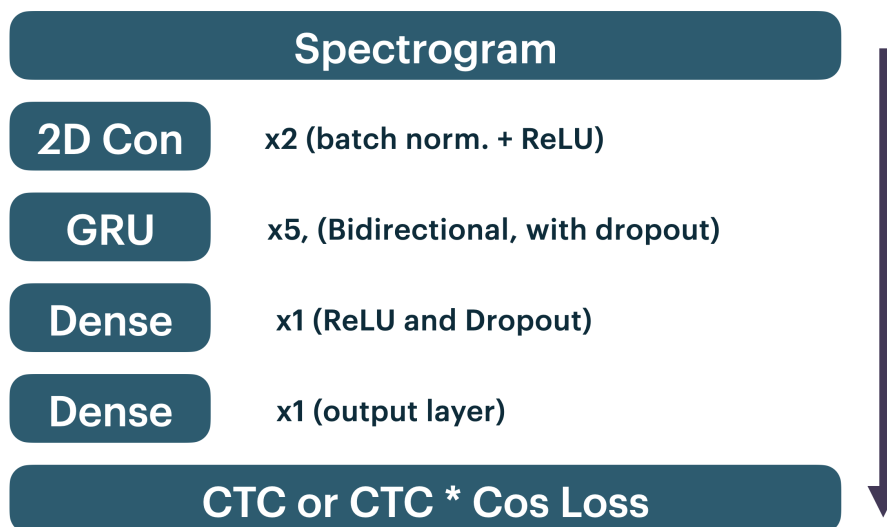 Spectrogram
2D Con x2 (batch norm. + ReLU)
GRU x5, (Bidirectional, with dropout)
Dense x1 (ReLU and Dropout)
Dense x1 (output layer)
CTC or CTC * Cos Loss